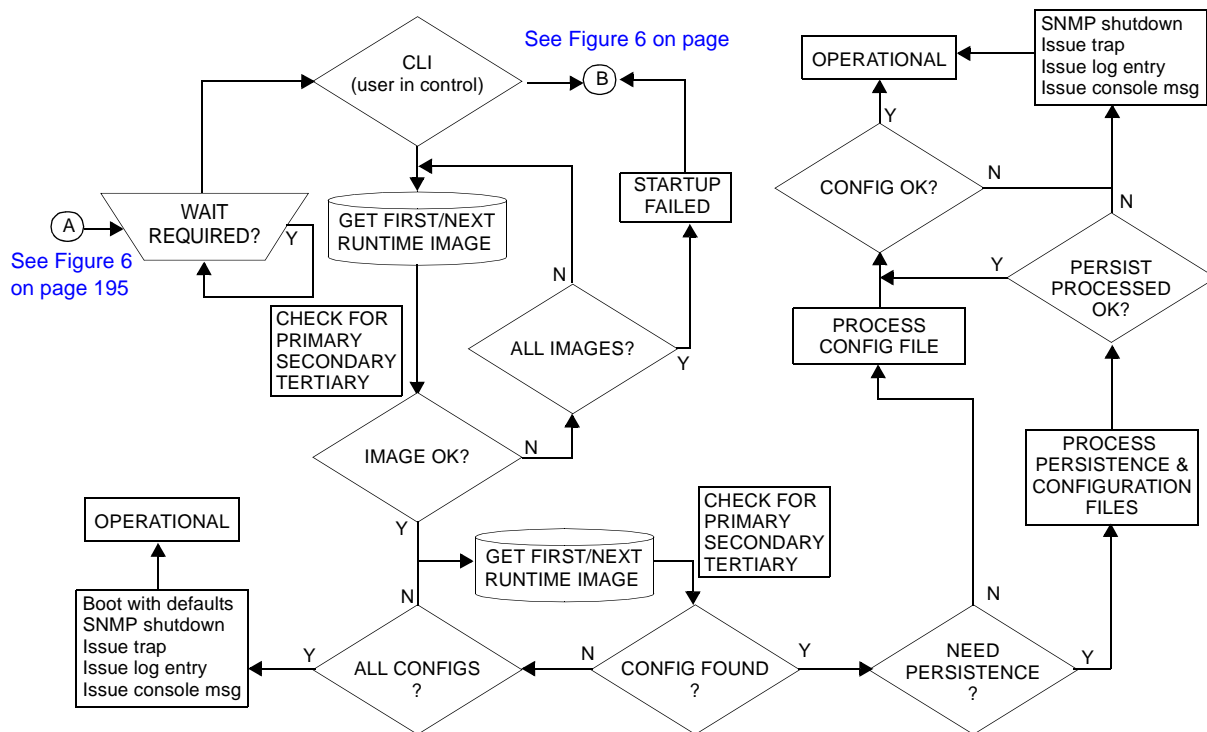 See Figure 6 on page
CLI
(user in control)
B
SNMP shutdown
Issue trap
Issue log entry
Issue console msg
OPERATIONAL
Y
N
CONFIG OK?
N
STARTUP
FAILED
WAIT
REQUIRED?
Y
A
See Figure 6
on page 195
GET FIRST/NEXT
RUNTIME IMAGE
N
Y
PERSIST
PROCESSED
OK?
CHECK FOR
PRIMARY
SECONDARY
TERTIARY
ALL IMAGES?
Y
PROCESS
CONFIG FILE
IMAGE OK?
N
PROCESS
PERSISTENCE &
CONFIGURATION
FILES
OPERATIONAL
Y
GET FIRST/NEXT
RUNTIME IMAGE
CHECK FOR
PRIMARY
SECONDARY
TERTIARY
Boot with defaults
SNMP shutdown
Issue trap
Issue log entry
Issue console msg
N
Y
ALL CONFIGS
?
N
CONFIG FOUND
?
Y
N
NEED
PERSISTENCE
?
Y